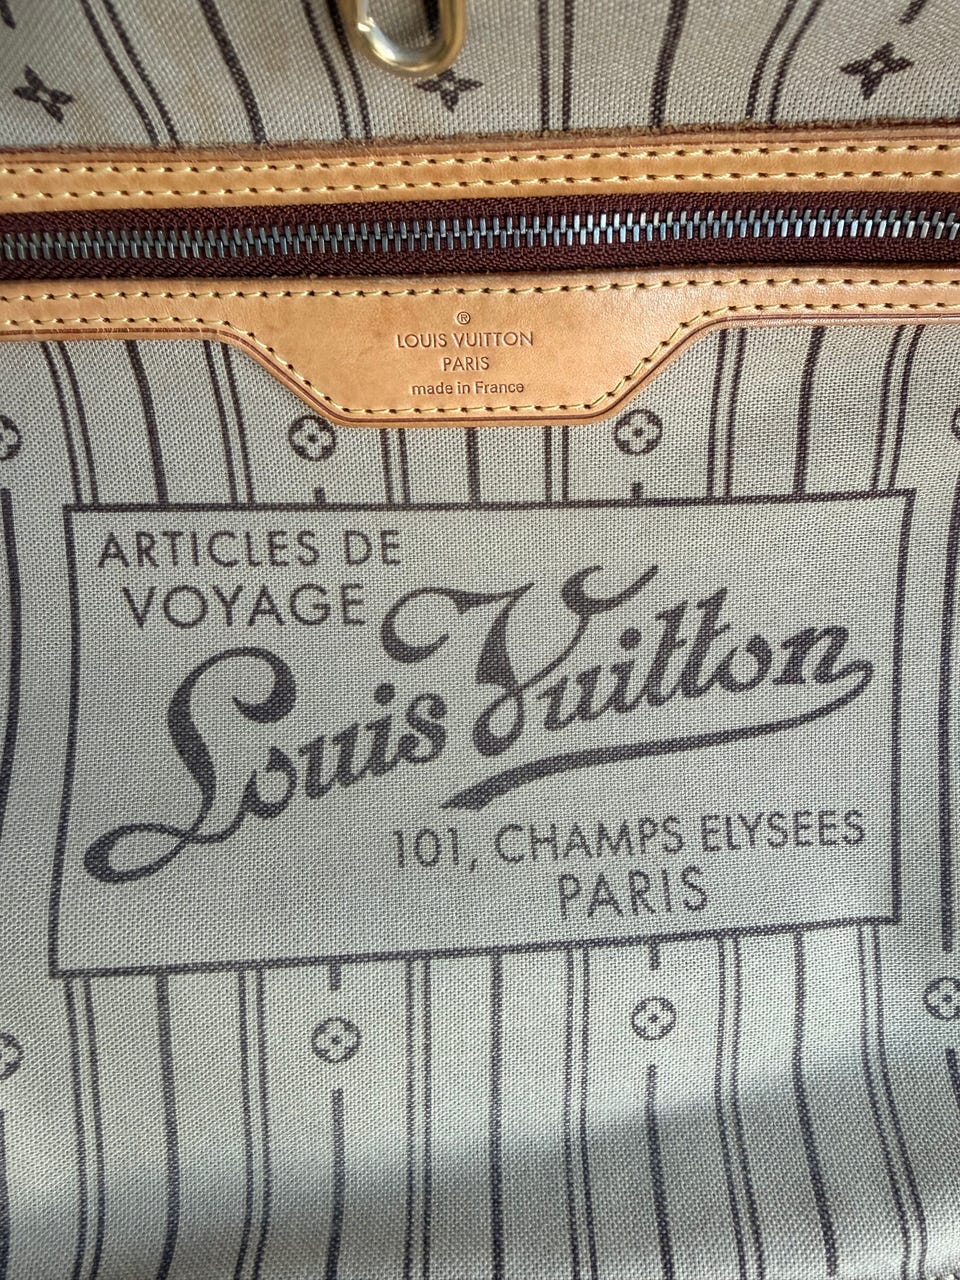 ®
LOUIS VUITTON
PARIS
made in France
ARTICLES DE
VOYAGE
Louis Vuitton
101, CHAMPS ELYSEES
PARIS